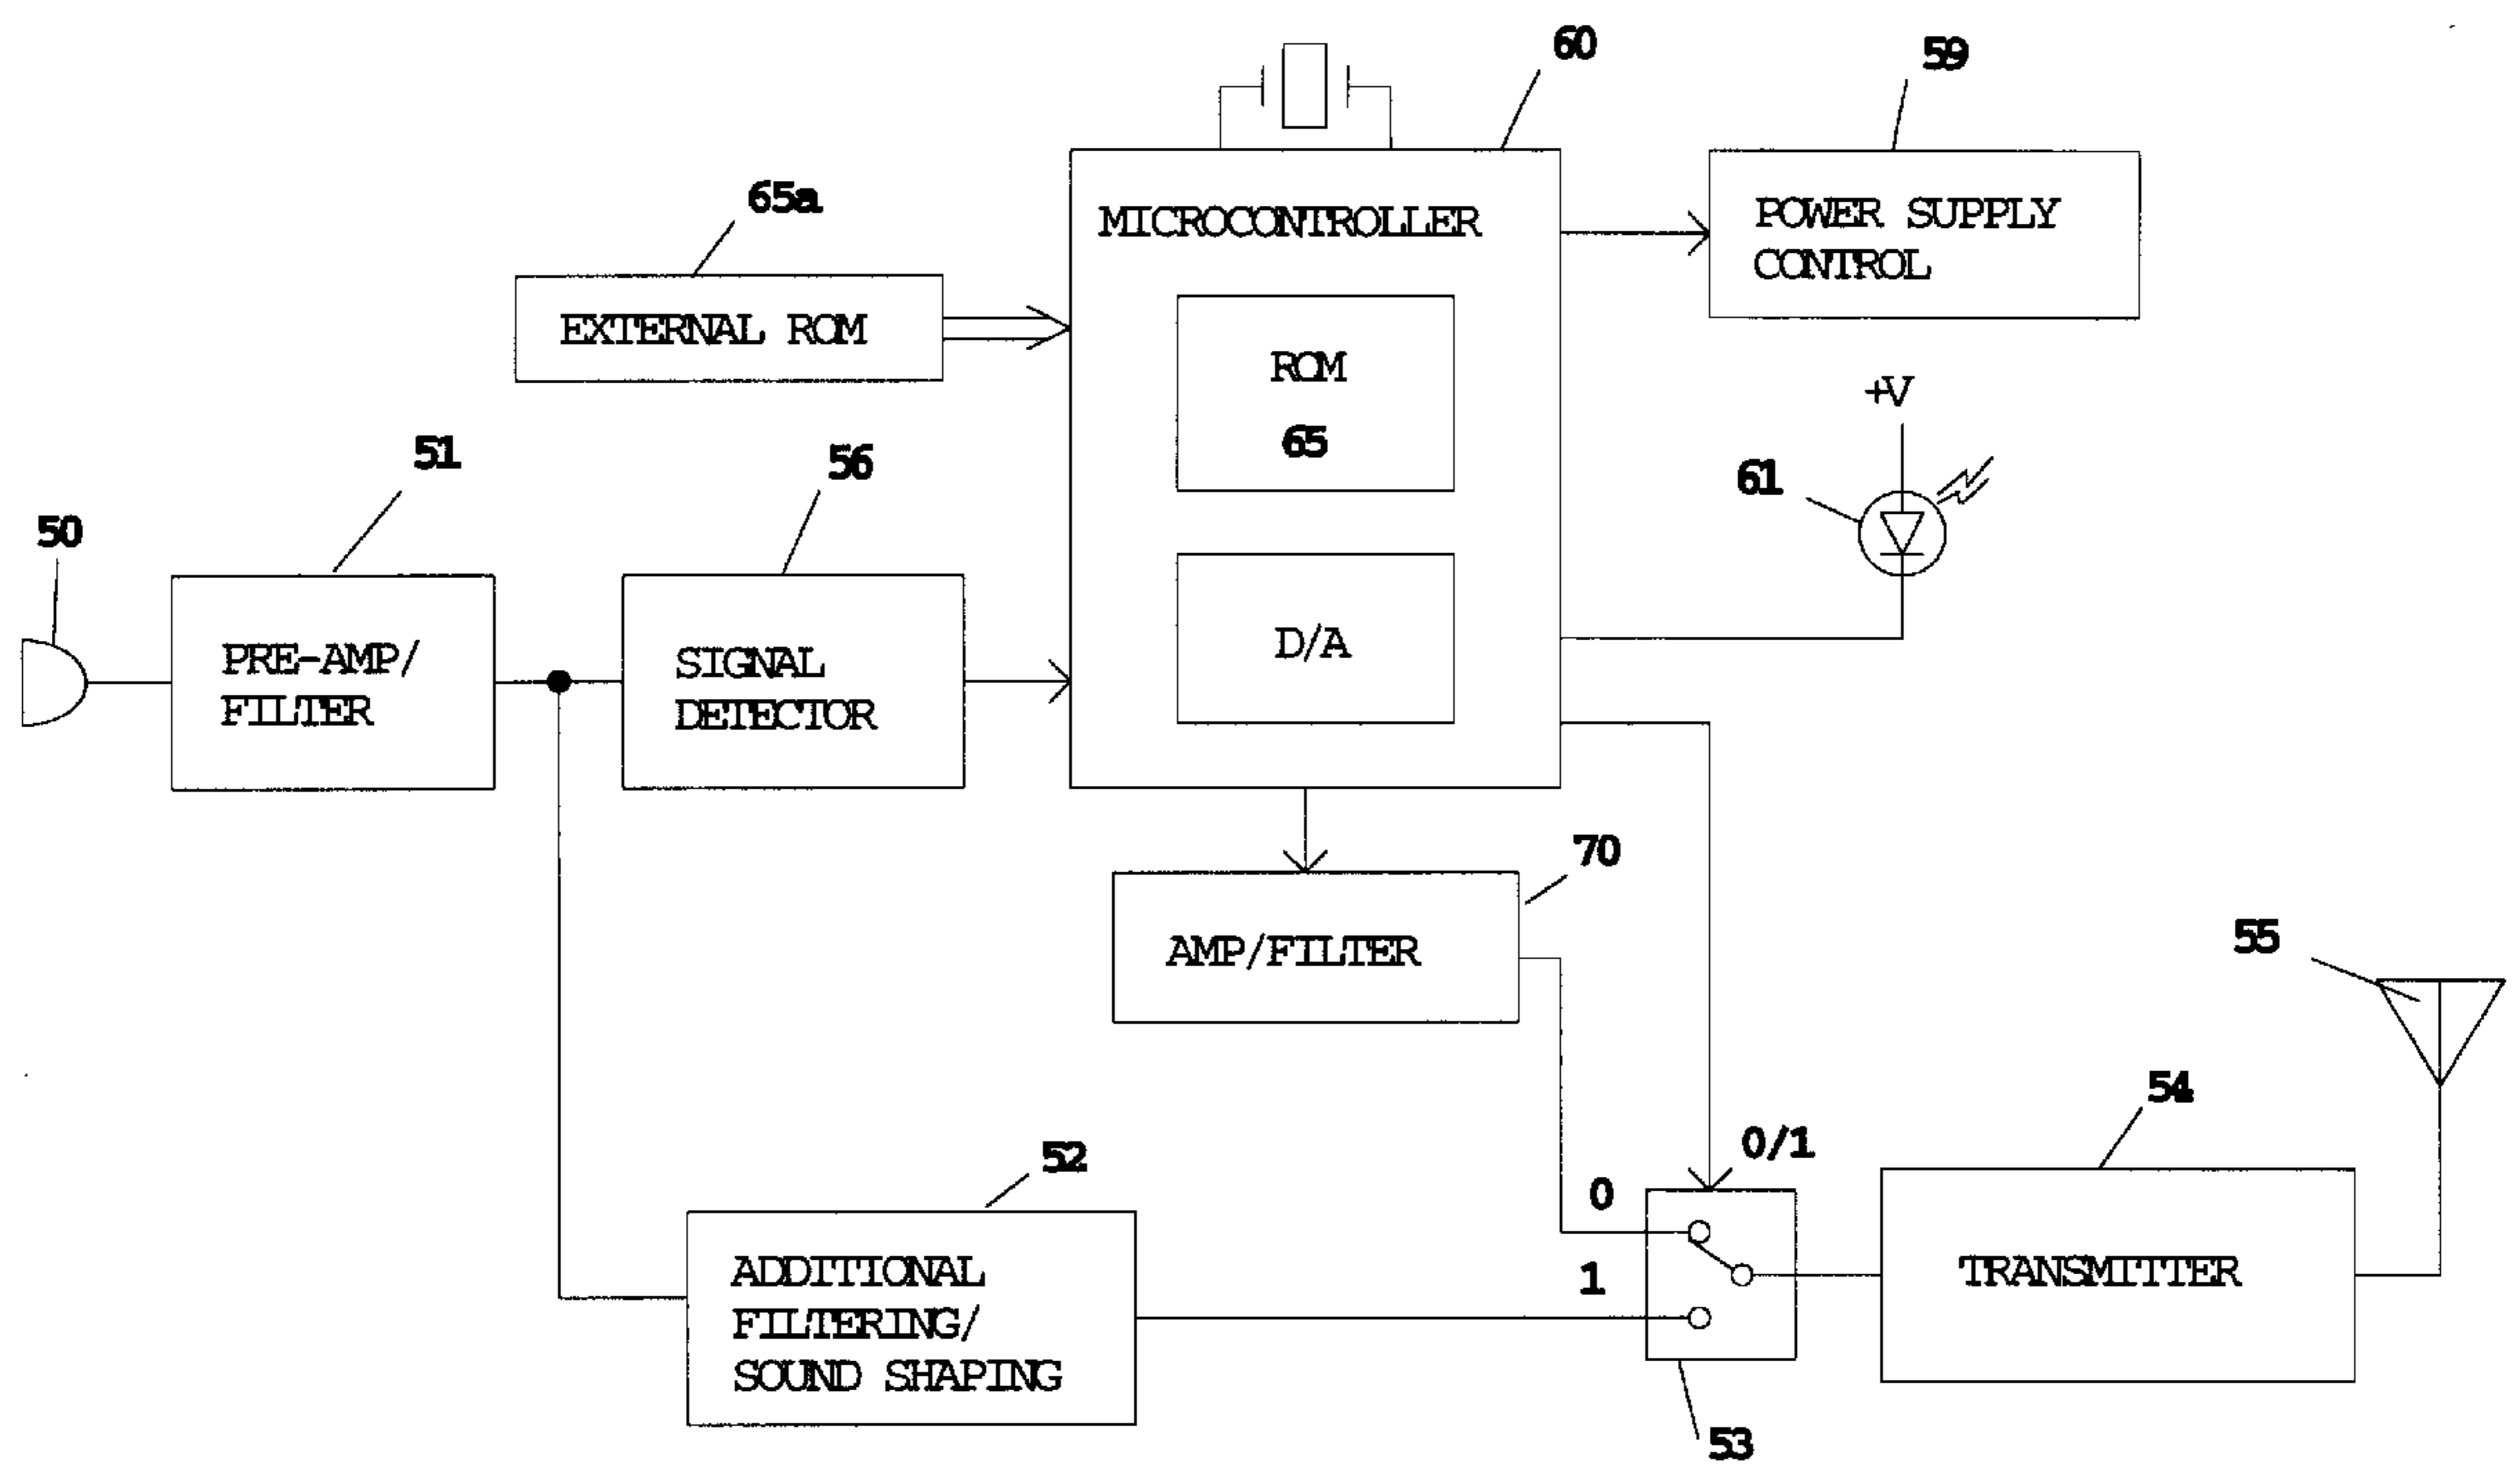 60
59
65a
MICROCONTROLLER
POWER SUPPLY
CONTROL
EXTERNAL ROM
ROM
65
+V
51
56
61
50
PRE-AMP/
FILTER
SIGNAL
DETECTOR
D/A
70
AMP/FILTER
55
54
52
0/1
0
1
ADDITIONAL
FILTERING/
SOUND SHAPING
TRANSMITTER
53